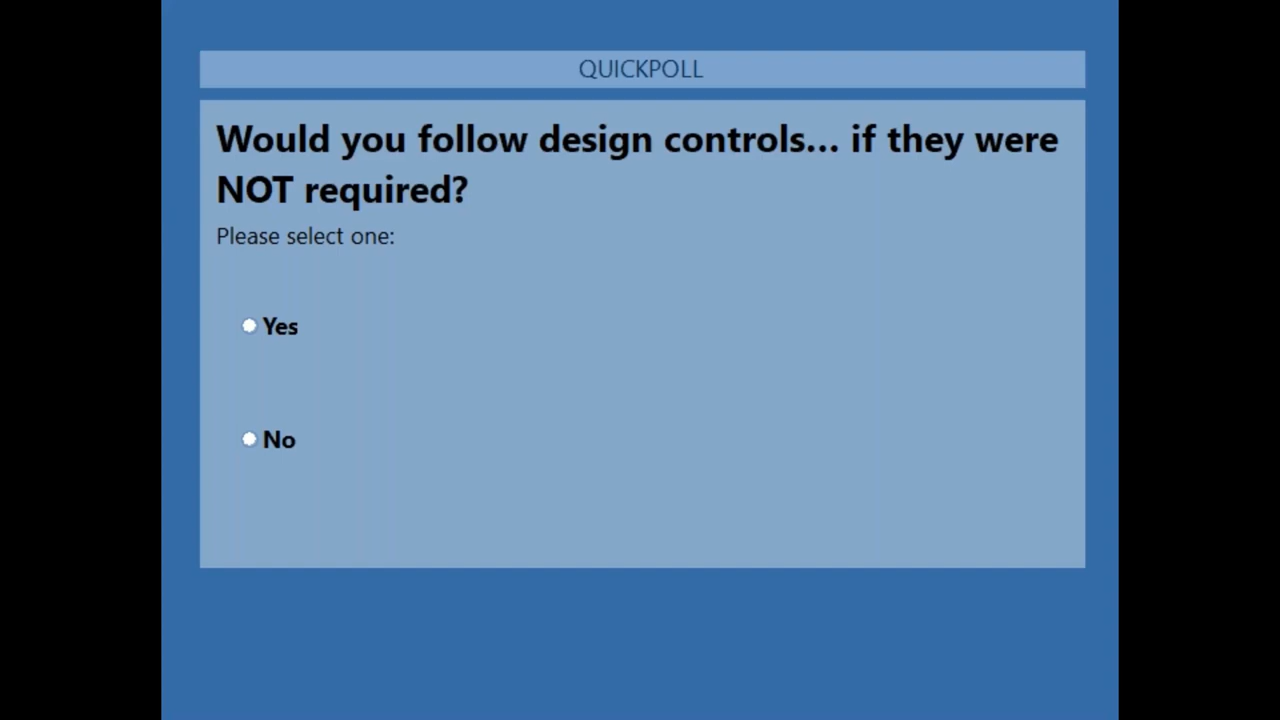 QUICKPOLL
Would you follow design controls... if they were
NOT required?
Please select one:
Yes
No